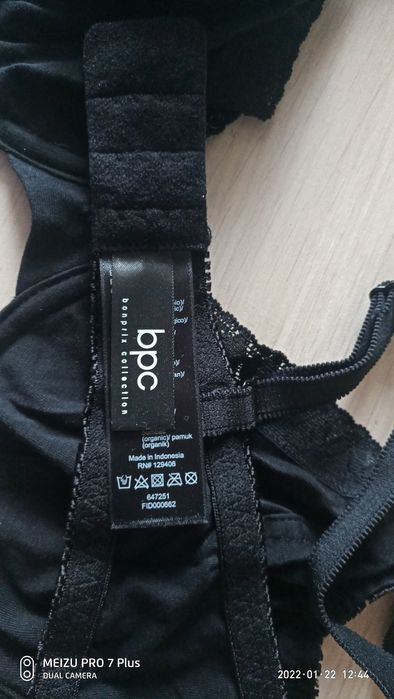 bpc
bonprix collection
(organic)/ pamuk
(organik)
Made in Indonesia
RN# 129406
647251
FID000662
MEIZU PRO 7 Plus
DUAL CAMERA
2022-01-22 12:44